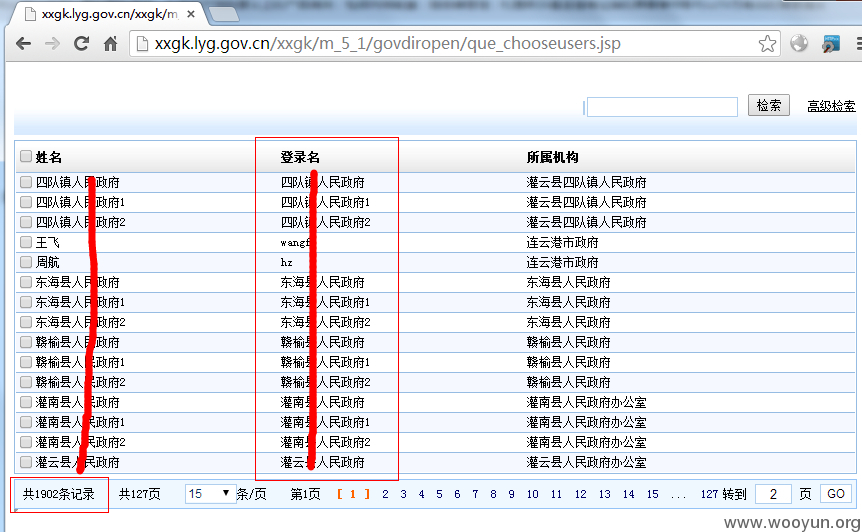 xxgk.lyg.gov.cn/xxgk/m
xxgk.lyg.gov.cn/xxgk/m_5_1/govdiropen/que_chooseusers.jsp
检索 高级检索
姓名 登录名 所属机构
四队镇人民政府 四队镇人民政府 灌云县四队镇人民政府
四队镇人民政府1 四队镇人民政府1 灌云县四队镇人民政府
四队镇人民政府2 四队镇人民政府2 灌云县四队镇人民政府
王飞 wangf 连云港市政府
周航 hz 连云港市政府
东海县人民政府 东海县人民政府 东海县人民政府
东海县人民政府1 东海县人民政府1 东海县人民政府
东海县人民政府2 东海县人民政府2 东海县人民政府
赣榆县人民政府 赣榆县人民政府 赣榆县人民政府
赣榆县人民政府1 赣榆县人民政府1 赣榆县人民政府
赣榆县人民政府2 赣榆县人民政府2 赣榆县人民政府
灌南县人民政府 灌南县人民政府 灌南县人民政府办公室
灌南县人民政府1 灌南县人民政府1 灌南县人民政府办公室
灌南县人民政府2 灌南县人民政府2 灌南县人民政府办公室
灌云县人民政府 灌云县人民政府 灌云县人民政府办公室
共1902条记录 共127页 15 条/页 第1页 [ 1 ] 2 3 4 5 6 7 8 9 10 11 12 13 14 15 ... 127 转到 2 页 GO
www.wooyun.org